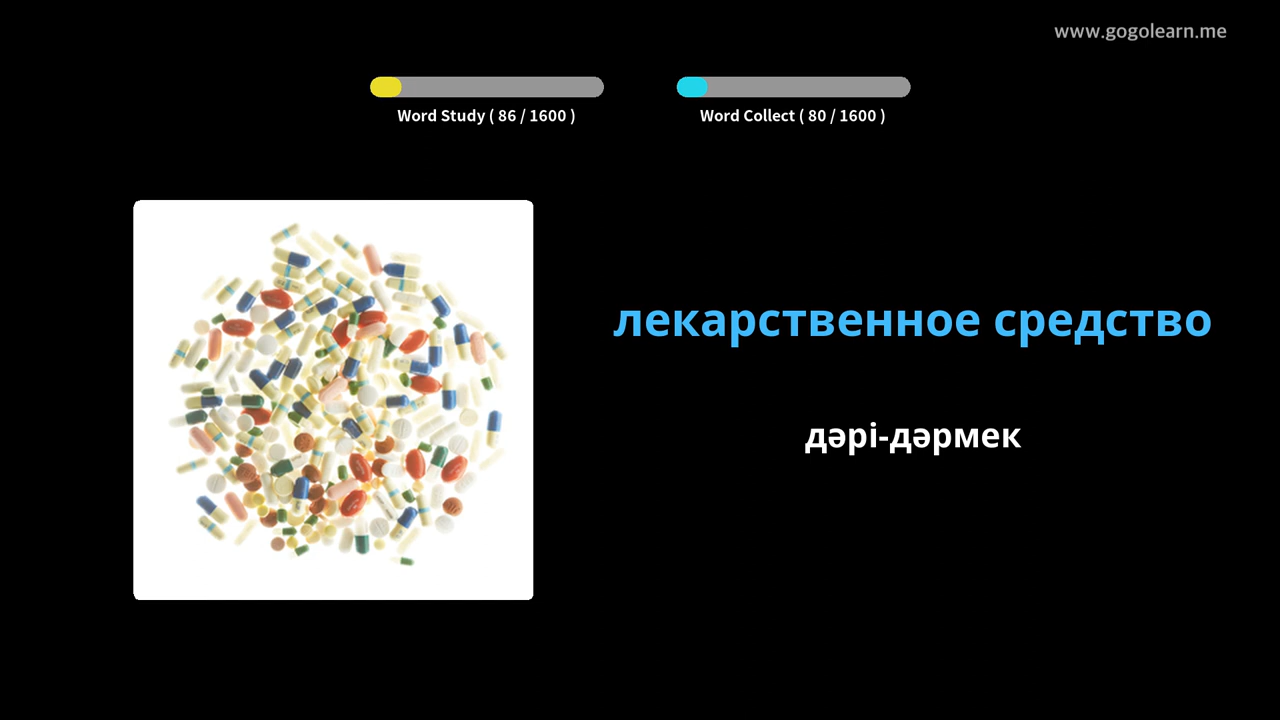 www.gogolearn.me
Word Study ( 86 / 1600 )
Word Collect ( 80 / 1600 )
лекарственное средство
дәрі-дәрмек